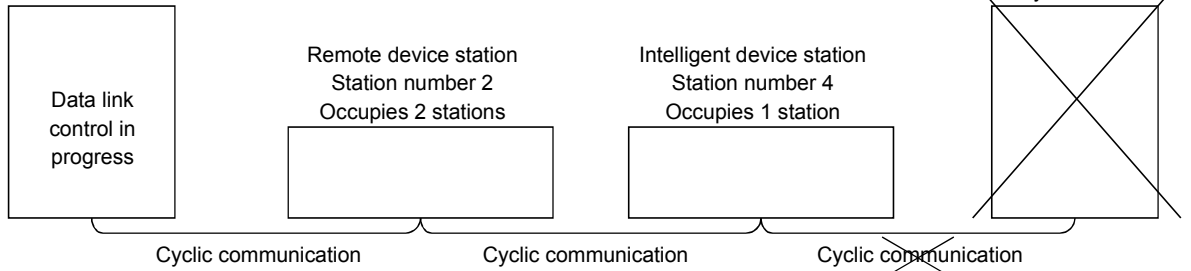 Data link
control in
progress
Remote device station
Station number 2
Occupies 2 stations
Intelligent device station
Station number 4
Occupies 1 station
Cyclic communication
Cyclic communication
Cyclic communication